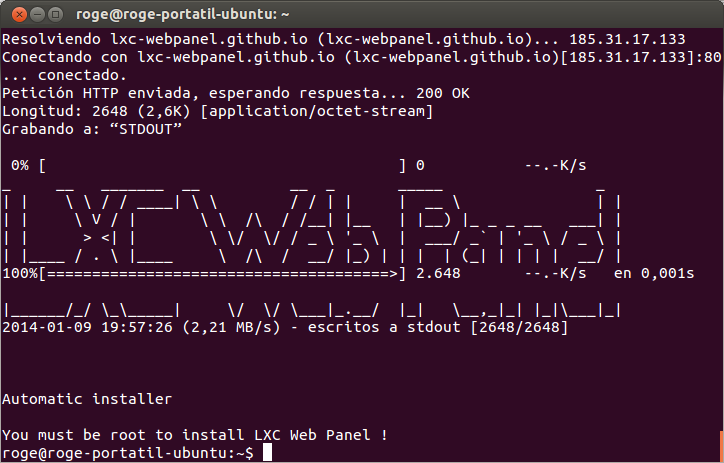 roge@roge-portatil-ubuntu: ~
Resolviendo lxc-webpanel.github.io (lxc-webpanel.github.io)... 185.31.17.133
Conectando con lxc-webpanel.github.io (lxc-webpanel.github.io)[185.31.17.133]:80
... conectado.
Petición HTTP enviada, esperando respuesta... 200 OK
Longitud: 2648 (2,6K) [application/octet-stream]
Grabando a: “STDOUT”
0% [ ] 0 --.-K/s
LXC Web Panel
100%[======================================>] 2.648 --.-K/s en 0,001s
2014-01-09 19:57:26 (2,21 MB/s) - escritos a stdout [2648/2648]
Automatic installer
You must be root to install LXC Web Panel !
roge@roge-portatil-ubuntu:~$